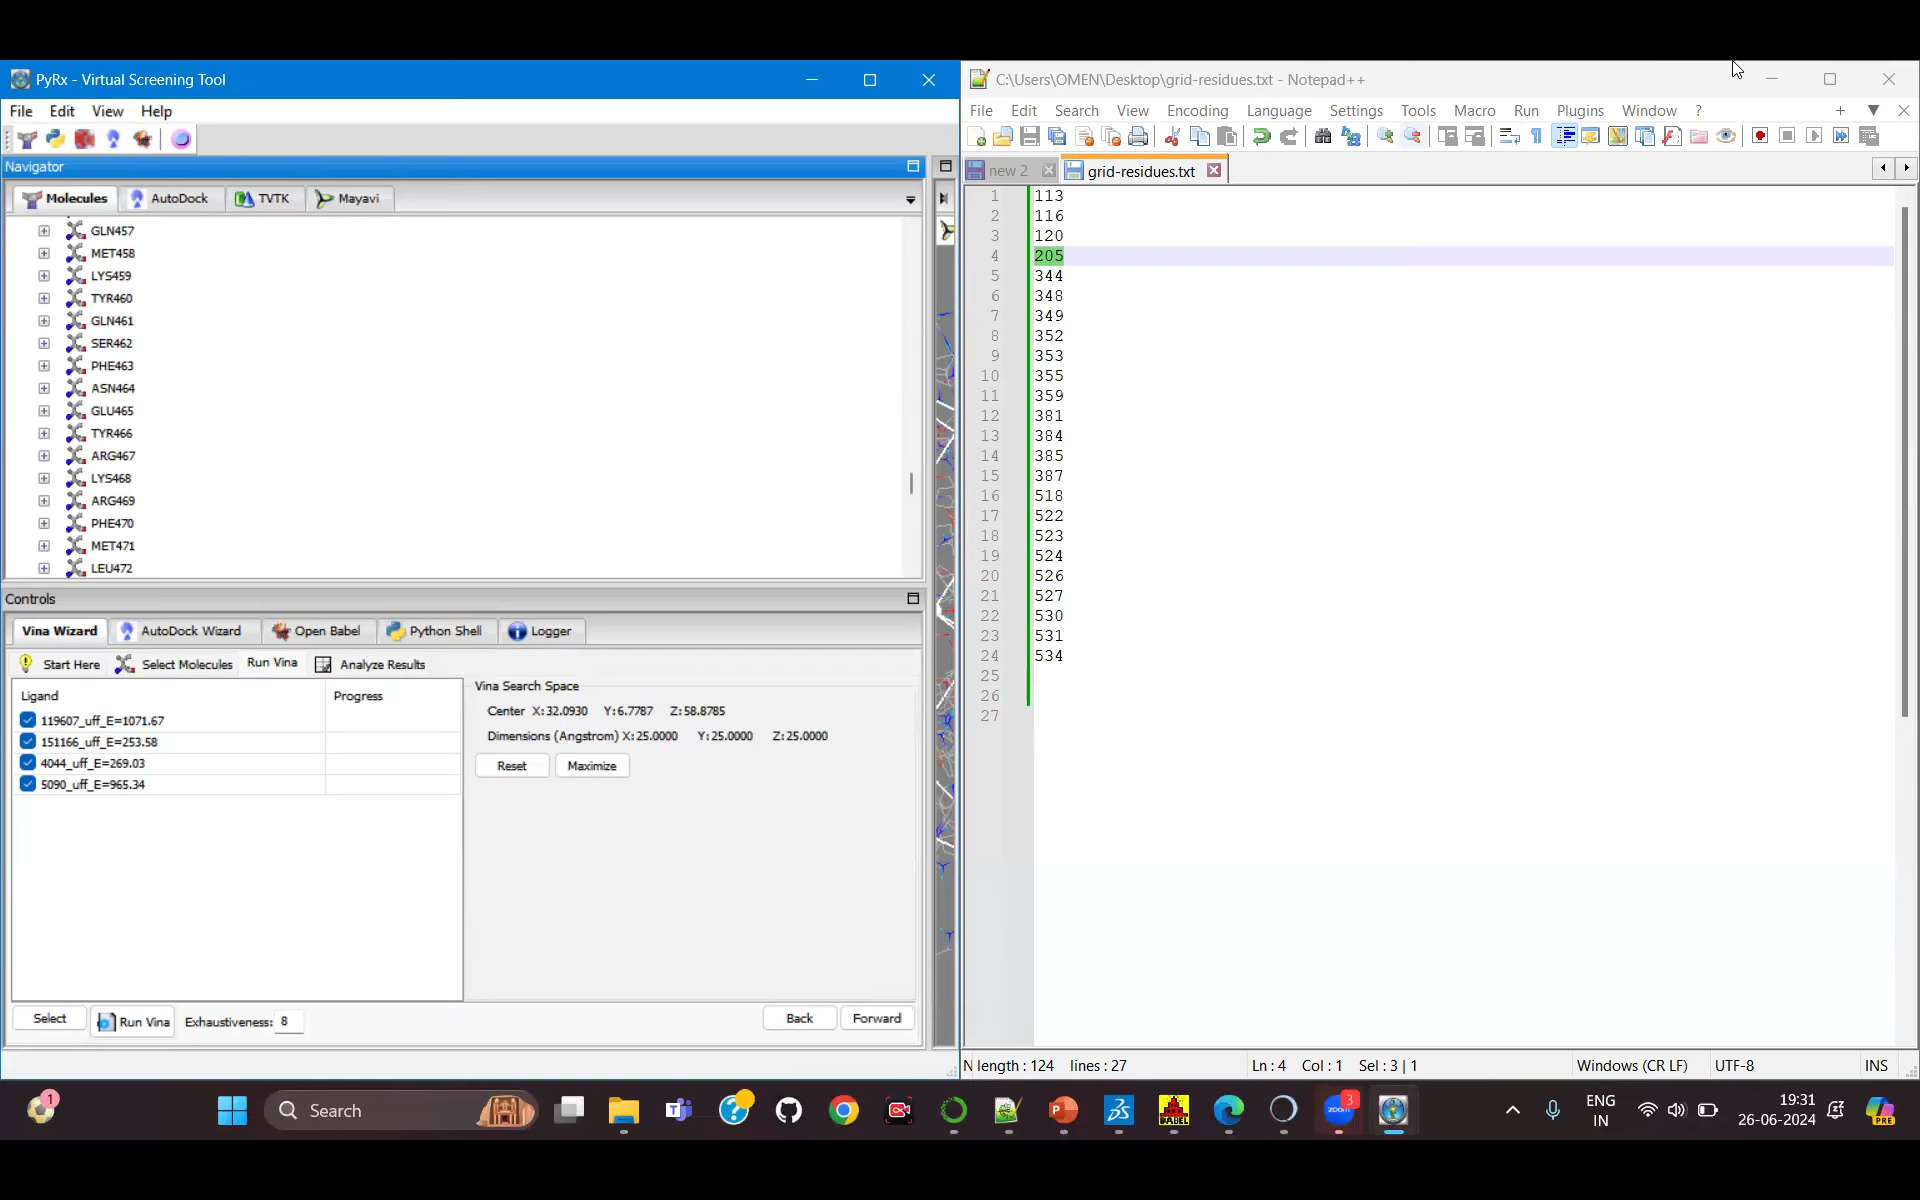 PyRx - Virtual Screening Tool
File Edit View Help
Navigator
Molecules AutoDock TVTK Mayavi
GLN457
MET458
LYS459
TYR460
GLN461
SER462
PHE463
ASN464
GLU465
TYR466
ARG467
LYS468
ARG469
PHE470
MET471
LEU472
Controls
Vina Wizard AutoDock Wizard Open Babel Python Shell Logger
Start Here Select Molecules Run Vina Analyze Results
Ligand Progress
119607_uff_E=1071.67
151166_uff_E=253.58
4044_uff_E=269.03
5090_uff_E=965.34
Vina Search Space
Center X:32.0930 Y:6.7787 Z:58.8785
Dimensions (Angstrom) X:25.0000 Y:25.0000 Z:25.0000
Reset Maximize
Select Run Vina Exhaustiveness: 8 Back Forward
C:\Users\OMEN\Desktop\grid-residues.txt - Notepad++
File Edit Search View Encoding Language Settings Tools Macro Run Plugins Window ?
new 2 grid-residues.txt
1 113
2 116
3 120
4 205
5 344
6 348
7 349
8 352
9 353
10 355
11 359
12 381
13 384
14 385
15 387
16 518
17 522
18 523
19 524
20 526
21 527
22 530
23 531
24 534
25
26
27
N length : 124 lines : 27 Ln : 4 Col : 1 Sel : 3 | 1 Windows (CR LF) UTF-8 INS
1 Search BABEL zoom 3 ENG IN 19:31 26-06-2024 PRE